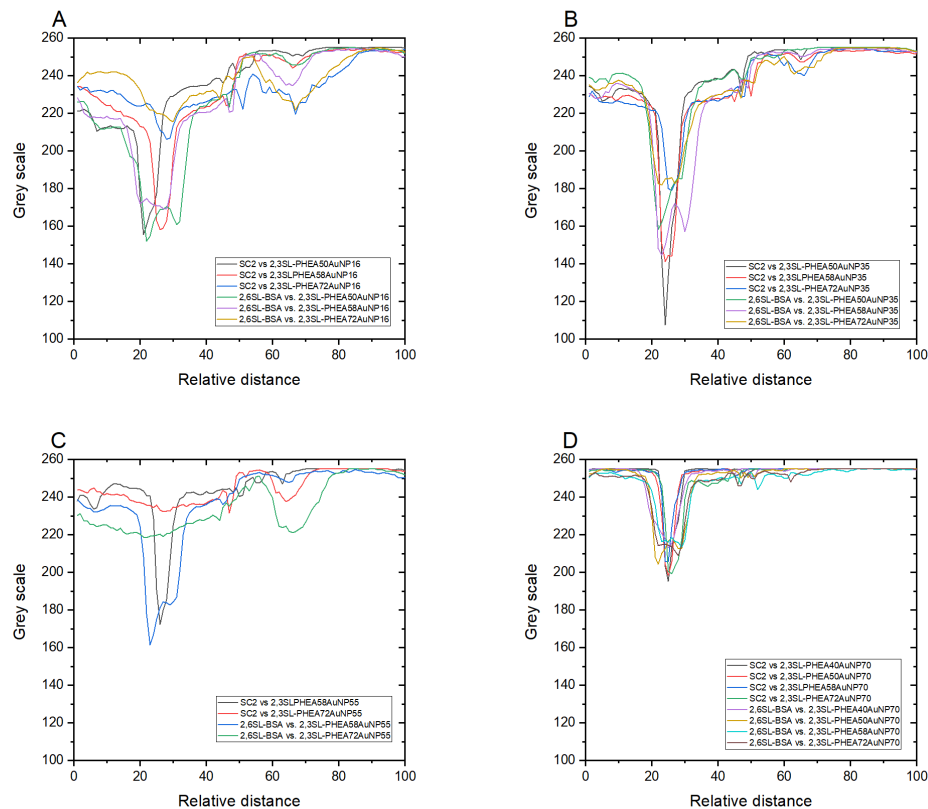 A
260
240
220
200
180
160
140
120
100
0
20
40
60
80
100
Grey scale
Relative distance
SC2 vs 2,3SL-PHEA50AuNP16
SC2 vs 2,3SLPHEA58AuNP16
SC2 vs 2,3SL-PHEA72AuNP16
2,6SL-BSA vs. 2,3SL-PHEA50AuNP16
2,6SL-BSA vs. 2,3SL-PHEA58AuNP16
2,6SL-BSA vs. 2,3SL-PHEA72AuNP16
B
260
240
220
200
180
160
140
120
100
0
20
40
60
80
100
Grey scale
Relative distance
SC2 vs 2,3SL-PHEA50AuNP35
SC2 vs 2,3SLPHEA58AuNP35
SC2 vs 2,3SL-PHEA72AuNP35
2,6SL-BSA vs. 2,3SL-PHEA50AuNP35
2,6SL-BSA vs. 2,3SL-PHEA58AuNP35
2,6SL-BSA vs. 2,3SL-PHEA72AuNP35
C
260
240
220
200
180
160
140
120
100
0
20
40
60
80
100
Grey scale
Relative distance
SC2 vs 2,3SLPHEA58AuNP55
SC2 vs 2,3SL-PHEA72AuNP55
2,6SL-BSA vs. 2,3SL-PHEA58AuNP55
2,6SL-BSA vs. 2,3SL-PHEA72AuNP55
D
260
240
220
200
180
160
140
120
100
0
20
40
60
80
100
Grey scale
Relative distance
SC2 vs 2,3SL-PHEA40AuNP70
SC2 vs 2,3SL-PHEA50AuNP70
SC2 vs 2,3SLPHEA58AuNP70
SC2 vs 2,3SL-PHEA72AuNP70
2,6SL-BSA vs. 2,3SL-PHEA40AuNP70
2,6SL-BSA vs. 2,3SL-PHEA50AuNP70
2,6SL-BSA vs. 2,3SL-PHEA58AuNP70
2,6SL-BSA vs. 2,3SL-PHEA72AuNP70